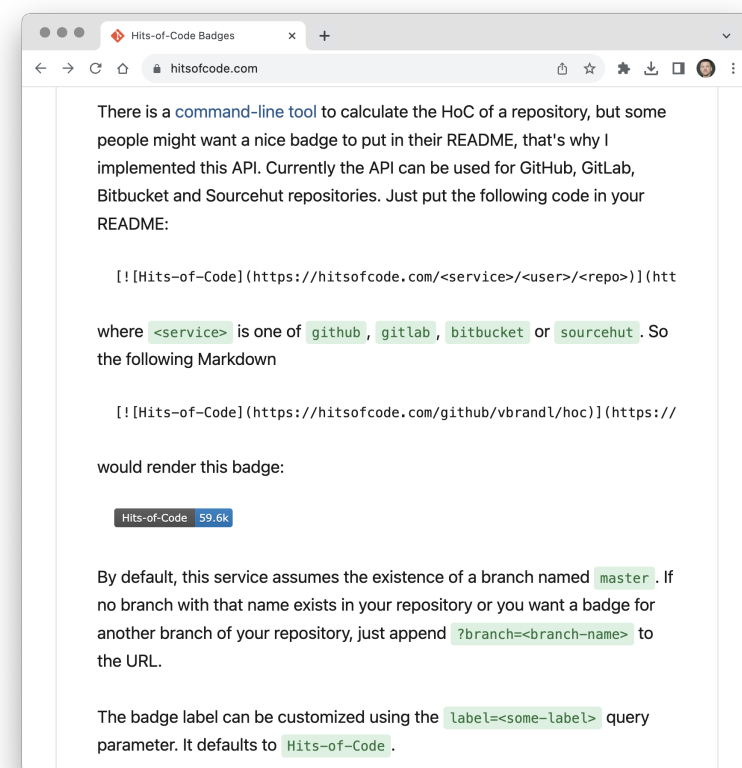 Hits-of-Code Badges
hitsofcode.com
There is a command-line tool to calculate the HoC of a repository, but some
people might want a nice badge to put in their README, that's why I
implemented this API. Currently the API can be used for GitHub, GitLab,
Bitbucket and Sourcehut repositories. Just put the following code in your
README:
[![Hits-of-Code](https://hitsofcode.com/<service>/<user>/<repo>)](htt
where <service> is one of github, gitlab, bitbucket or sourcehut. So
the following Markdown
[![Hits-of-Code](https://hitsofcode.com/github/vbrandl/hoc)](https://
would render this badge:
Hits-of-Code 59.6k
By default, this service assumes the existence of a branch named master. If
no branch with that name exists in your repository or you want a badge for
another branch of your repository, just append ?branch=<branch-name> to
the URL.
The badge label can be customized using the label=<some-label> query
parameter. It defaults to Hits-of-Code.